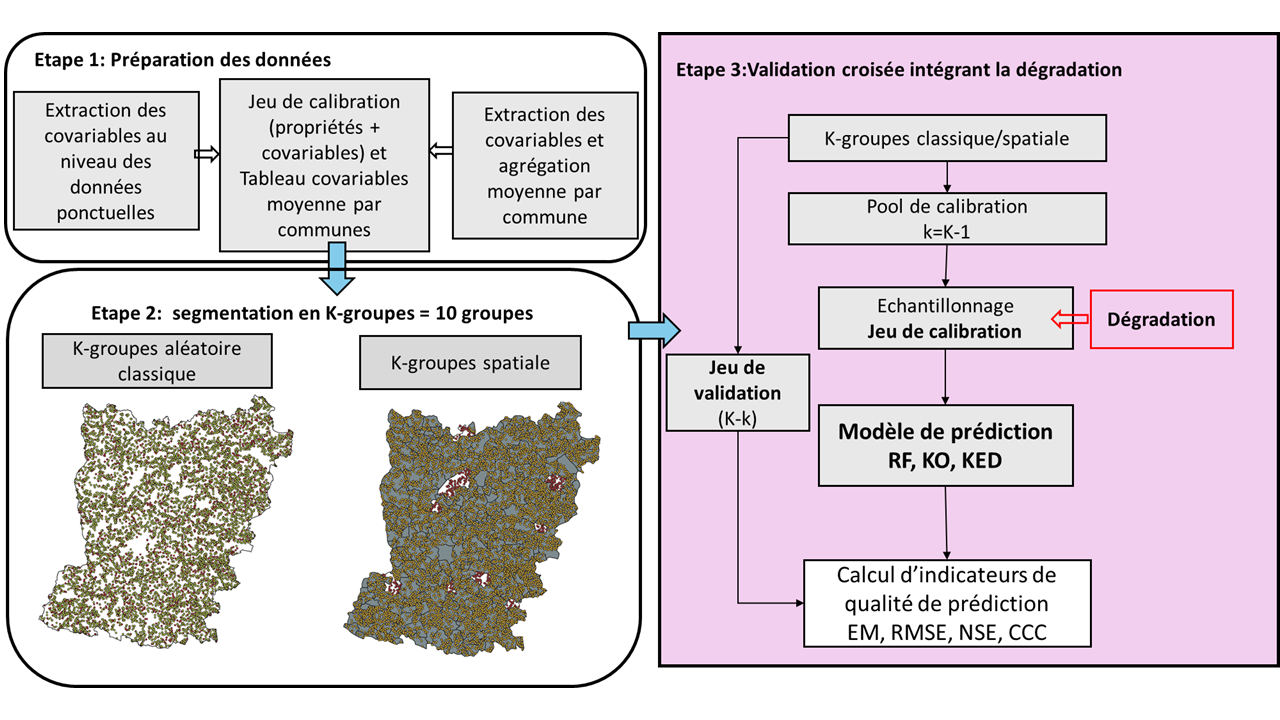 Etape 1: Préparation des données
Extraction des
covariables au
niveau des
données
ponctuelles
Jeu de calibration
(propriétés +
covariables) et
Tableau covariables
moyenne par
communes
Extraction des
covariables et
agrégation
moyenne par
commune
Etape 2:  segmentation en K-groupes = 10 groupes
K-groupes aléatoire
classique
K-groupes spatiale
Etape 3:Validation croisée intégrant la dégradation
K-groupes classique/spatiale
Pool de calibration
k=K-1
Echantillonnage
Jeu de calibration
Dégradation
Jeu de
validation
(K-k)
Modèle de prédiction
RF, KO, KED
Calcul d’indicateurs de
qualité de prédiction
EM, RMSE, NSE, CCC